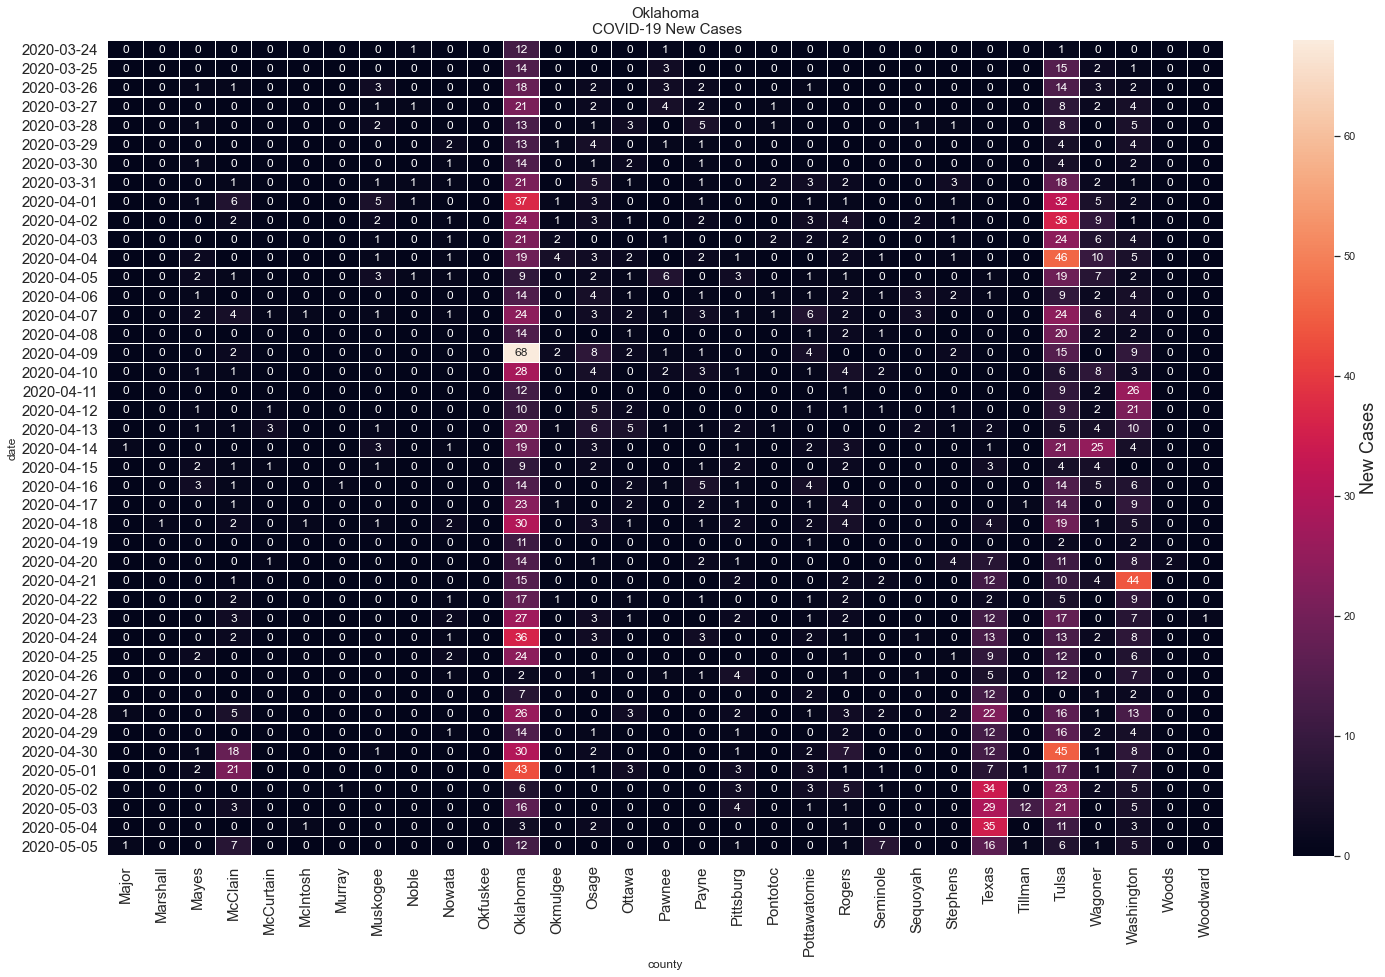 Oklahoma
COVID-19 New Cases
2020-03-24 0 0 0 0 0 0 0 0 1 0 0 12 0 0 0 1 0 0 0 0 0 0 0 0 0 0 1 0 0 0 0
2020-03-25 0 0 0 0 0 0 0 0 0 0 0 14 0 0 0 3 0 0 0 0 0 0 0 0 0 0 15 2 1 0 0
2020-03-26 0 0 1 1 0 0 0 3 0 0 0 18 0 2 0 3 2 0 0 1 0 0 0 0 0 0 14 3 2 0 0
2020-03-27 0 0 0 0 0 0 0 1 1 0 0 21 0 2 0 4 2 0 1 0 0 0 0 0 0 0 8 2 4 0 0
2020-03-28 0 0 1 0 0 0 0 2 0 0 0 13 0 1 3 0 5 0 1 0 0 0 1 1 0 0 8 0 5 0 0
2020-03-29 0 0 0 0 0 0 0 0 0 2 0 13 1 4 0 1 1 0 0 0 0 0 0 0 0 0 4 0 4 0 0
2020-03-30 0 0 1 0 0 0 0 0 0 1 0 14 0 1 2 0 1 0 0 0 0 0 0 0 0 0 4 0 2 0 0
2020-03-31 0 0 0 1 0 0 0 1 1 1 0 21 0 5 1 0 1 0 2 3 2 0 0 3 0 0 18 2 1 0 0
2020-04-01 0 0 1 6 0 0 0 5 1 0 0 37 1 3 0 0 0 0 0 1 1 0 0 1 0 0 32 5 2 0 0
2020-04-02 0 0 0 2 0 0 0 2 0 1 0 24 1 3 1 0 2 0 0 3 4 0 2 1 0 0 36 9 1 0 0
2020-04-03 0 0 0 0 0 0 0 1 0 1 0 21 2 0 0 1 0 0 2 2 2 0 0 1 0 0 24 6 4 0 0
2020-04-04 0 0 2 0 0 0 0 1 0 1 0 19 4 3 2 0 2 1 0 0 2 1 0 1 0 0 46 10 5 0 0
2020-04-05 0 0 2 1 0 0 0 3 1 1 0 9 0 2 1 6 0 3 0 1 1 0 0 0 1 0 19 7 2 0 0
2020-04-06 0 0 1 0 0 0 0 0 0 0 0 14 0 4 1 0 1 0 1 1 2 1 3 2 1 0 9 2 4 0 0
2020-04-07 0 0 2 4 1 1 0 1 0 1 0 24 0 3 2 1 3 1 1 6 2 0 3 0 0 0 24 6 4 0 0
2020-04-08 0 0 0 0 0 0 0 0 0 0 0 14 0 0 1 0 0 0 0 1 2 1 0 0 0 0 20 2 2 0 0
2020-04-09 0 0 0 2 0 0 0 0 0 0 0 68 2 8 2 1 1 0 0 4 0 0 0 2 0 0 15 0 9 0 0
2020-04-10 0 0 1 1 0 0 0 0 0 0 0 28 0 4 0 2 3 1 0 1 4 2 0 0 0 0 6 8 3 0 0
2020-04-11 0 0 0 0 0 0 0 0 0 0 0 12 0 0 0 0 0 0 0 0 1 0 0 0 0 0 9 2 26 0 0
2020-04-12 0 0 1 0 1 0 0 0 0 0 0 10 0 5 2 0 0 0 0 1 1 1 0 1 0 0 9 2 21 0 0
2020-04-13 0 0 1 1 3 0 0 1 0 0 0 20 1 6 5 1 1 2 1 0 0 0 2 1 2 0 5 4 10 0 0
2020-04-14 1 0 0 0 0 0 0 3 0 1 0 19 0 3 0 0 0 1 0 2 3 0 0 0 1 0 21 25 4 0 0
2020-04-15 0 0 2 1 1 0 0 1 0 0 0 9 0 2 0 0 1 2 0 0 2 0 0 0 3 0 4 4 0 0 0
2020-04-16 0 0 3 1 0 0 1 0 0 0 0 14 0 0 2 1 5 1 0 4 0 0 0 0 0 0 14 5 6 0 0
2020-04-17 0 0 0 1 0 0 0 0 0 0 0 23 1 0 2 0 2 1 0 1 4 0 0 0 0 1 14 0 9 0 0
2020-04-18 0 1 0 2 0 1 0 1 0 2 0 30 0 3 1 0 1 2 0 2 4 0 0 0 4 0 19 1 5 0 0
2020-04-19 0 0 0 0 0 0 0 0 0 0 0 11 0 0 0 0 0 0 0 1 0 0 0 0 0 0 2 0 2 0 0
2020-04-20 0 0 0 0 1 0 0 0 0 0 0 14 0 1 0 0 2 1 0 0 0 0 0 4 7 0 11 0 8 2 0
2020-04-21 0 0 0 1 0 0 0 0 0 0 0 15 0 0 0 0 0 2 0 0 2 2 0 0 12 0 10 4 44 0 0
2020-04-22 0 0 0 2 0 0 0 0 0 1 0 17 1 0 1 0 1 0 0 1 2 0 0 0 2 0 5 0 9 0 0
2020-04-23 0 0 0 3 0 0 0 0 0 2 0 27 0 3 1 0 0 2 0 1 2 0 0 0 12 0 17 0 7 0 1
2020-04-24 0 0 0 2 0 0 0 0 0 1 0 36 0 3 0 0 3 0 0 2 1 0 1 0 13 0 13 2 8 0 0
2020-04-25 0 0 2 0 0 0 0 0 0 2 0 24 0 0 0 0 0 0 0 0 1 0 0 1 9 0 12 0 6 0 0
2020-04-26 0 0 0 0 0 0 0 0 0 1 0 2 0 1 0 1 1 4 0 0 1 0 1 0 5 0 12 0 7 0 0
2020-04-27 0 0 0 0 0 0 0 0 0 0 0 7 0 0 0 0 0 0 0 2 0 0 0 0 12 0 0 1 2 0 0
2020-04-28 1 0 0 5 0 0 0 0 0 0 0 26 0 0 3 0 0 2 0 1 3 2 0 2 22 0 16 1 13 0 0
2020-04-29 0 0 0 0 0 0 0 0 0 1 0 14 0 1 0 0 0 1 0 0 2 0 0 0 12 0 16 2 4 0 0
2020-04-30 0 0 1 18 0 0 0 1 0 0 0 30 0 2 0 0 0 1 0 2 7 0 0 0 12 0 45 1 8 0 0
2020-05-01 0 0 2 21 0 0 0 0 0 0 0 43 0 1 3 0 0 3 0 3 1 1 0 0 7 1 17 1 7 0 0
2020-05-02 0 0 0 0 0 0 1 0 0 0 0 6 0 0 0 0 0 3 0 3 5 1 0 0 34 0 23 2 5 0 0
2020-05-03 0 0 0 3 0 0 0 0 0 0 0 16 0 0 0 0 0 4 0 1 1 0 0 0 29 12 21 0 5 0 0
2020-05-04 0 0 0 0 0 1 0 0 0 0 0 3 0 2 0 0 0 0 0 0 1 0 0 0 35 0 11 0 3 0 0
2020-05-05 1 0 0 7 0 0 0 0 0 0 0 12 0 0 0 0 0 1 0 0 1 7 0 0 16 1 6 1 5 0 0
date
Major Marshall Mayes McClain McCurtain McIntosh Murray Muskogee Noble Nowata Okfuskee Oklahoma Okmulgee Osage Ottawa Pawnee Payne Pittsburg Pontotoc Pottawatomie Rogers Seminole Sequoyah Stephens Texas Tillman Tulsa Wagoner Washington Woods Woodward
county
60
50
40
30
20
10
0
New Cases